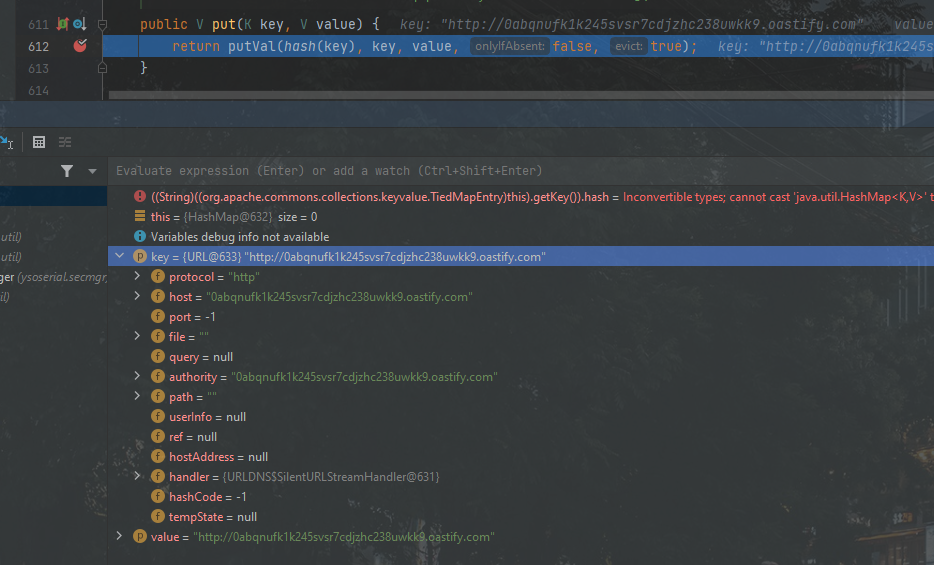 611 public V put(K key, V value) { key: "http://0abqnufk1k245svsr7cdjzhc238uwkk9.oastify.com" value
612 return putVal(hash(key), key, value, onlyIfAbsent: false, evict: true); key: "http://0abqnufk1k245s
613 }
614
Evaluate expression (Enter) or add a watch (Ctrl+Shift+Enter)
((String)((org.apache.commons.collections.keyvalue.TiedMapEntry)this).getKey()).hash = Inconvertible types; cannot cast 'java.util.HashMap<K,V>' t
this = {HashMap@632} size = 0
util) Variables debug info not available
util) key = {URL@633} "http://0abqnufk1k245svsr7cdjzhc238uwkk9.oastify.com"
ger (ysoserial.secmgr, protocol = "http"
il) host = "0abqnufk1k245svsr7cdjzhc238uwkk9.oastify.com"
port = -1
file = ""
query = null
authority = "0abqnufk1k245svsr7cdjzhc238uwkk9.oastify.com"
path = ""
userInfo = null
ref = null
hostAddress = null
handler = {URLDNS$SilentURLStreamHandler@631}
hashCode = -1
tempState = null
value = "http://0abqnufk1k245svsr7cdjzhc238uwkk9.oastify.com"